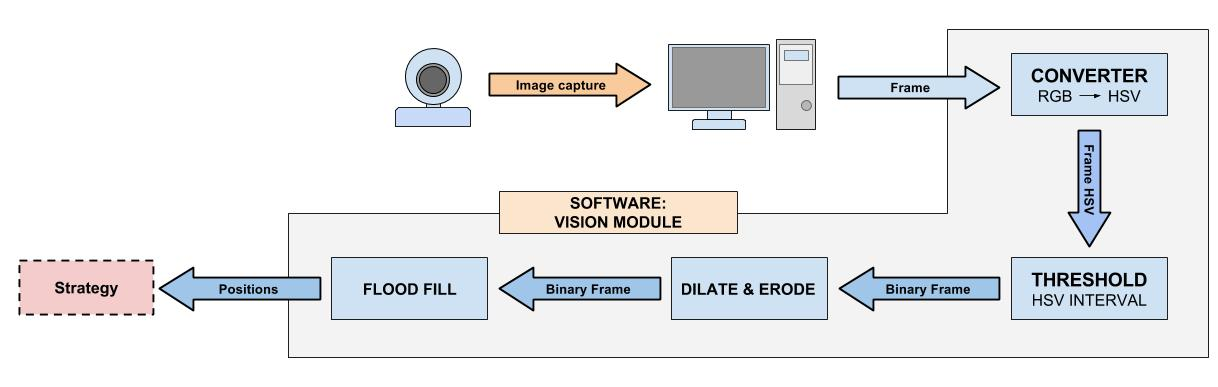 Image capture
Frame
CONVERTER
RGB → HSV
Frame HSV
SOFTWARE:
VISION MODULE
Strategy
Positions
FLOOD FILL
Binary Frame
DILATE & ERODE
Binary Frame
THRESHOLD
HSV INTERVAL